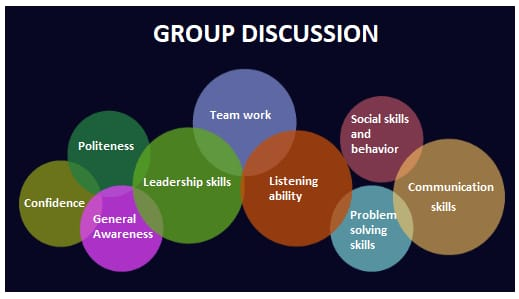 GROUP DISCUSSION
Team work
Social skills
and
behavior
Politeness
Leadership skills
Listening
ability
Communication
skills
Confidence
General
Awareness
Problem
solving
skills